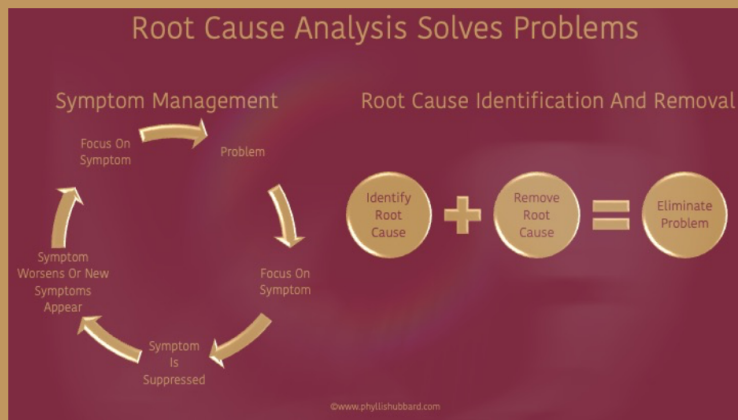 Root Cause Analysis Solves Problems
Symptom Management
Root Cause Identification And Removal
Focus On
Symptom
Problem
Focus On
Symptom
Symptom
Is
Suppressed
Symptom
Worsens Or New
Symptoms
Appear
Identify
Root
Cause
+
Remove
Root
Cause
=
Eliminate
Problem
©www.phyllishubbard.com